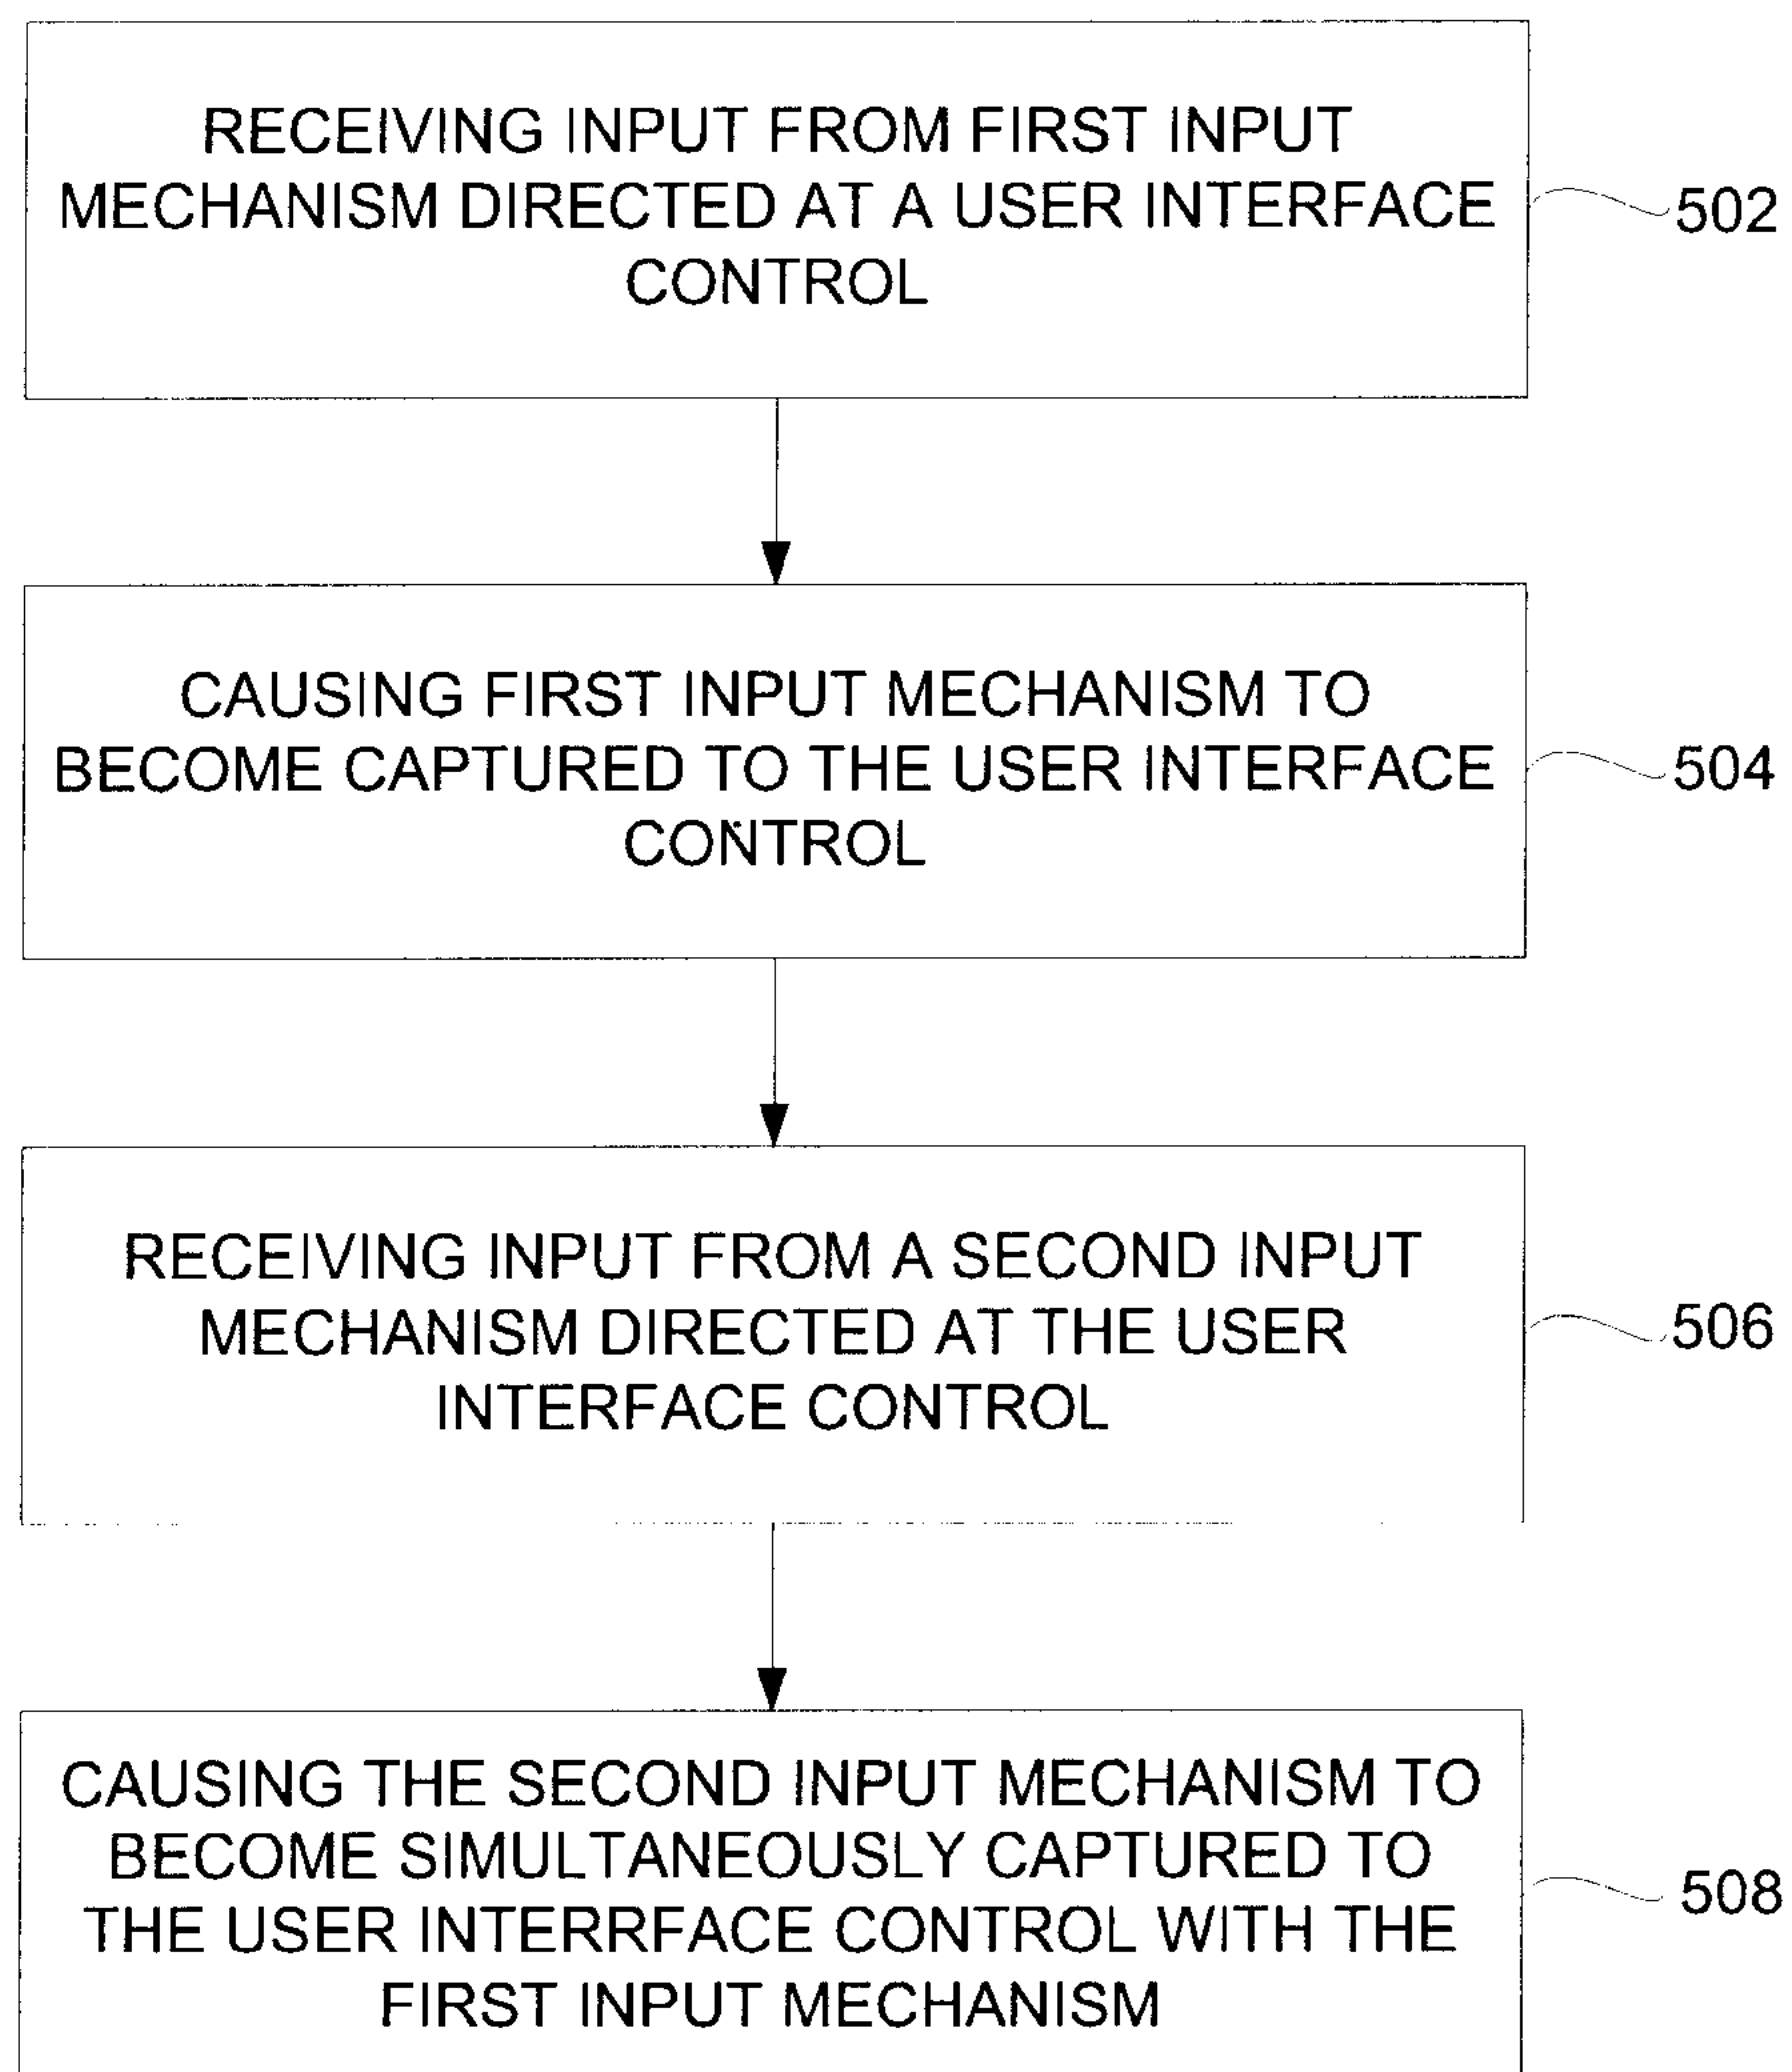 RECEIVING INPUT FROM FIRST INPUT
MECHANISM DIRECTED AT A USER INTERFACE
CONTROL
502
CAUSING FIRST INPUT MECHANISM TO
BECOME CAPTURED TO THE USER INTERFACE
CONTROL
504
RECEIVING INPUT FROM A SECOND INPUT
MECHANISM DIRECTED AT THE USER
INTERFACE CONTROL
506
CAUSING THE SECOND INPUT MECHANISM TO
BECOME SIMULTANEOUSLY CAPTURED TO
THE USER INTERRFACE CONTROL WITH THE
FIRST INPUT MECHANISM
508